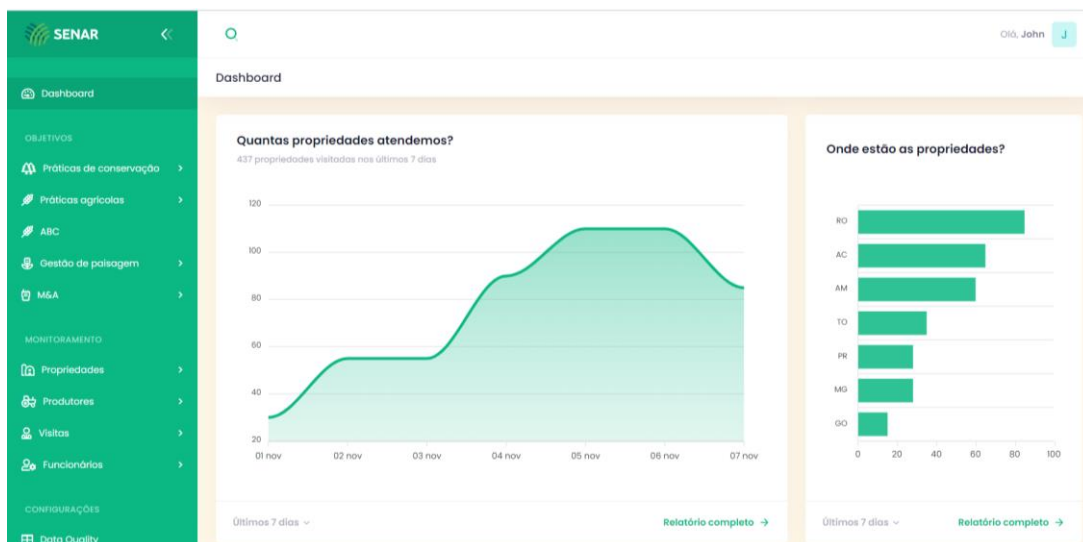 SENAR
Olá, John J
Dashboard
Dashboard
OBJETIVOS
Práticas de conservação
Práticas agrícolas
ABC
Gestão de paisagem
M&A
MONITORAMENTO
Propriedades
Produtores
Visitas
Funcionários
CONFIGURAÇÕES
Data Quality
Quantas propriedades atendemos?
437 propriedades visitadas nos últimos 7 dias
120
100
80
60
40
20
01 nov 02 nov 03 nov 04 nov 05 nov 06 nov 07 nov
Últimos 7 dias Relatório completo →
Onde estão as propriedades?
RO
AC
AM
TO
PR
MG
GO
0 20 40 60 80 100
Últimos 7 dias Relatório completo →